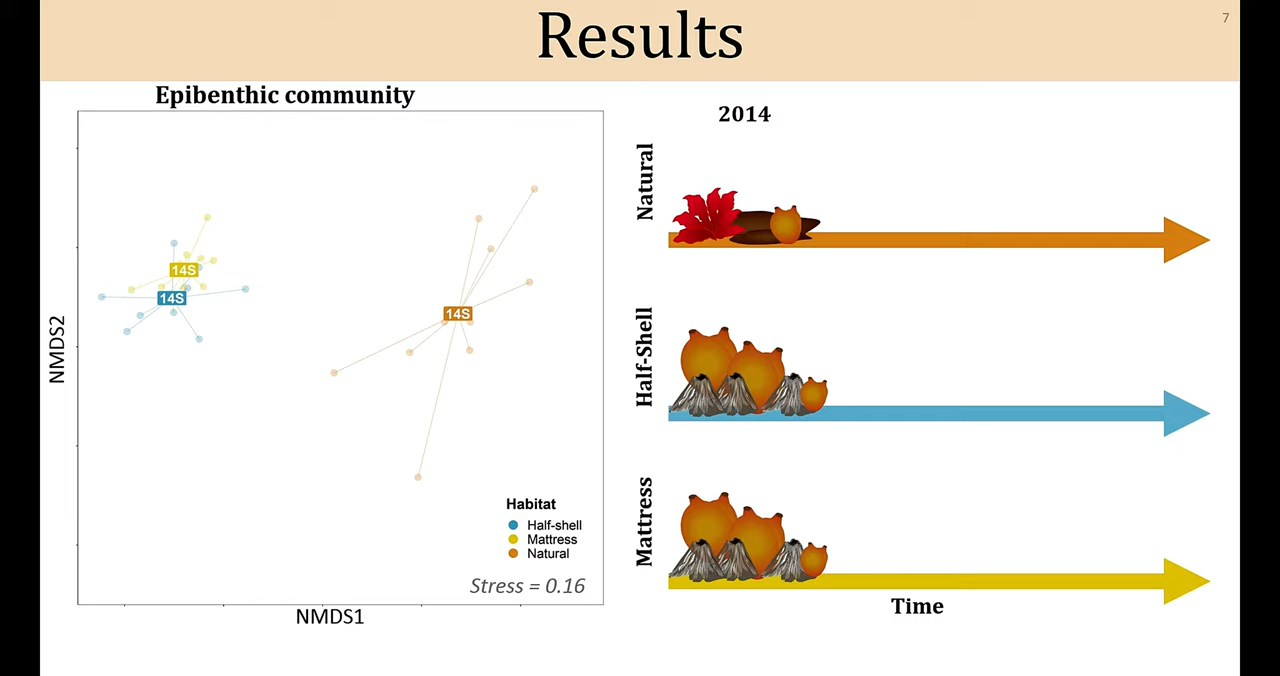 Results
7
Epibenthic community
NMDS2
14S
14S
14S
Habitat
Half-shell
Mattress
Natural
Stress = 0.16
NMDS1
2014
Natural
Half-Shell
Mattress
Time